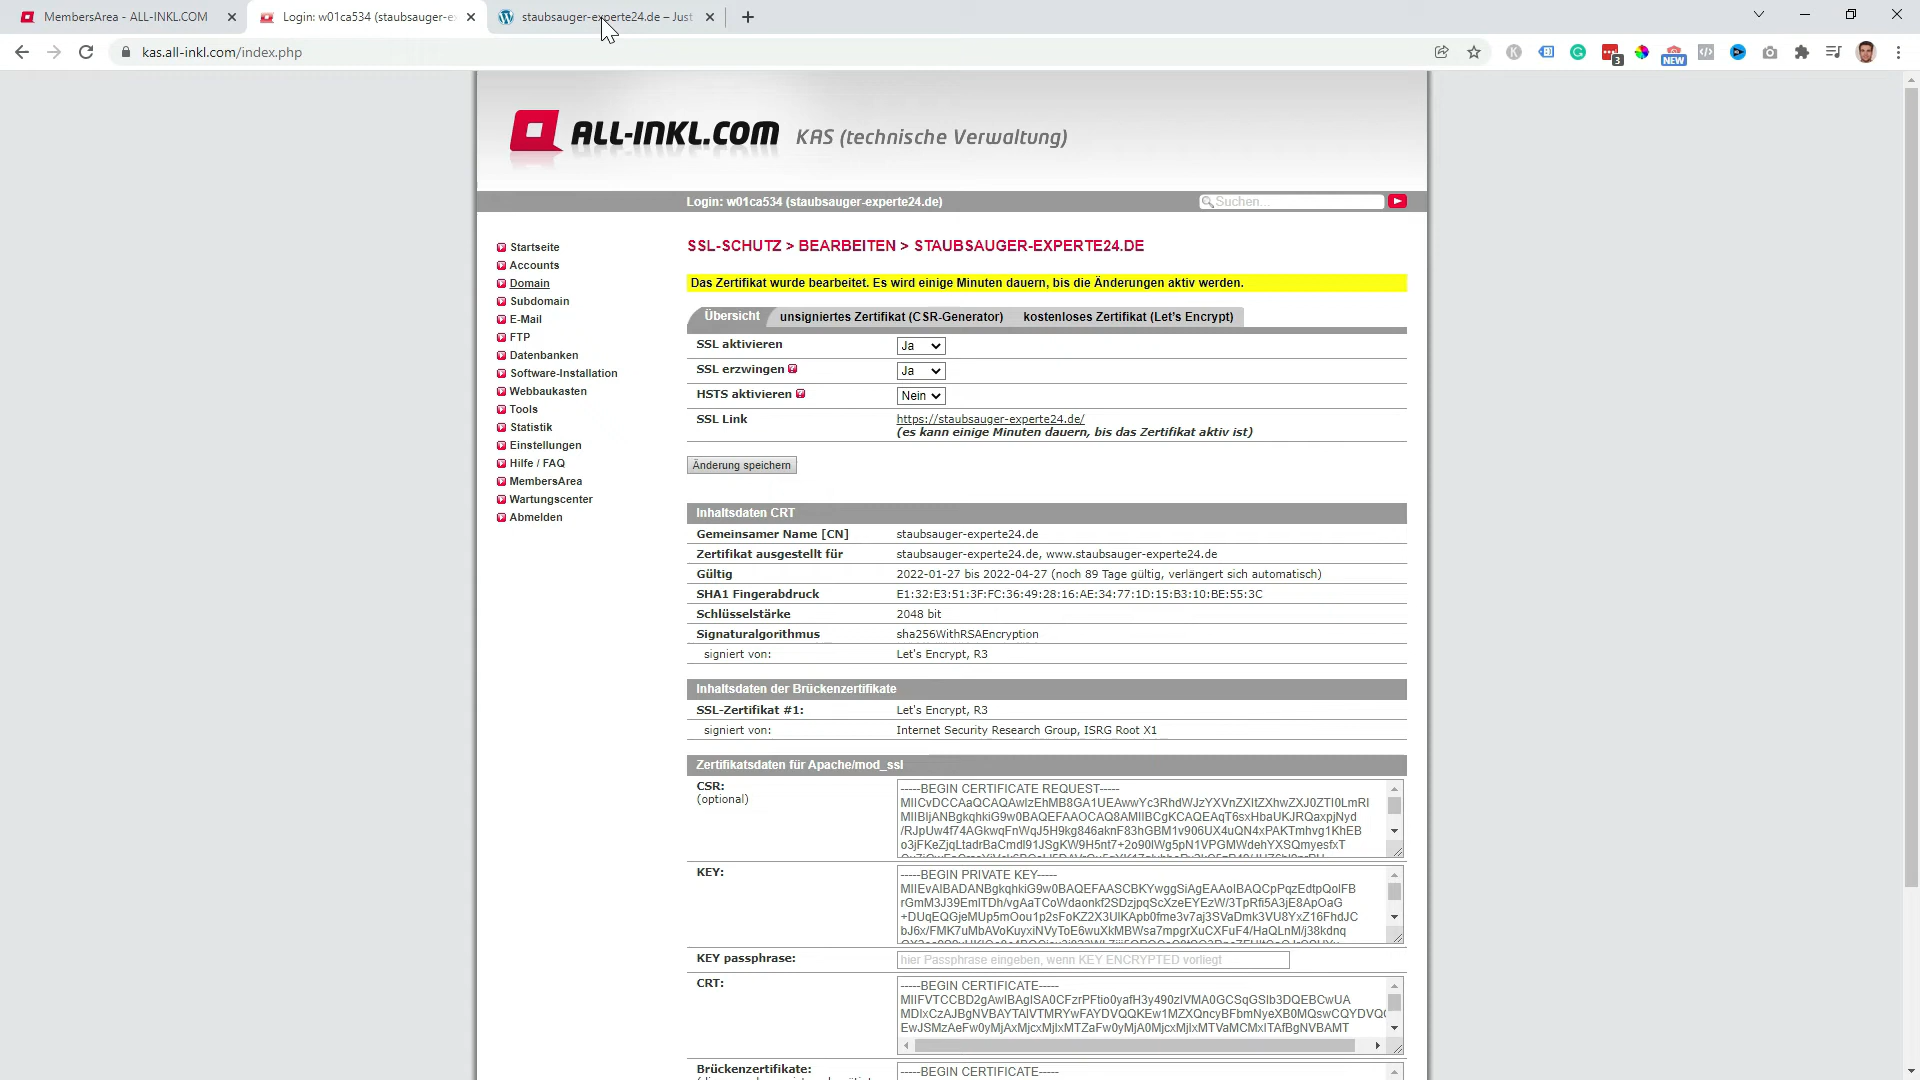 MembersArea - ALL-INKL.COM
Login: w01ca534 (staubsauger-ex
staubsauger-experte24.de – Just
kas.all-inkl.com/index.php
3
NEW
ALL-INKL.COM KAS (technische Verwaltung)
Login: w01ca534 (staubsauger-experte24.de)
Suchen...
Startseite
Accounts
Domain
Subdomain
E-Mail
FTP
Datenbanken
Software-Installation
Webbaukasten
Tools
Statistik
Einstellungen
Hilfe / FAQ
MembersArea
Wartungscenter
Abmelden
SSL-SCHUTZ > BEARBEITEN > STAUBSAUGER-EXPERTE24.DE
Das Zertifikat wurde bearbeitet. Es wird einige Minuten dauern, bis die Änderungen aktiv werden.
Übersicht unsigniertes Zertifikat (CSR-Generator) kostenloses Zertifikat (Let's Encrypt)
SSL aktivieren Ja
SSL erzwingen Ja
HSTS aktivieren Nein
SSL Link https://staubsauger-experte24.de/
(es kann einige Minuten dauern, bis das Zertifikat aktiv ist)
Änderung speichern
Inhaltsdaten CRT
Gemeinsamer Name [CN] staubsauger-experte24.de
Zertifikat ausgestellt für staubsauger-experte24.de, www.staubsauger-experte24.de
Gültig 2022-01-27 bis 2022-04-27 (noch 89 Tage gültig, verlängert sich automatisch)
SHA1 Fingerabdruck E1:32:E3:51:3F:FC:36:49:28:16:AE:34:77:1D:15:B3:10:BE:55:3C
Schlüsselstärke 2048 bit
Signaturalgorithmus sha256WithRSAEncryption
signiert von: Let's Encrypt, R3
Inhaltsdaten der Brückenzertifikate
SSL-Zertifikat #1: Let's Encrypt, R3
signiert von: Internet Security Research Group, ISRG Root X1
Zertifikatsdaten für Apache/mod_ssl
CSR:
(optional)
-----BEGIN CERTIFICATE REQUEST-----
KEY:
-----BEGIN PRIVATE KEY-----
KEY passphrase: hier Passphrase eingeben, wenn KEY ENCRYPTED vorliegt
CRT:
-----BEGIN CERTIFICATE-----
Brückenzertifikate:
-----BEGIN CERTIFICATE-----